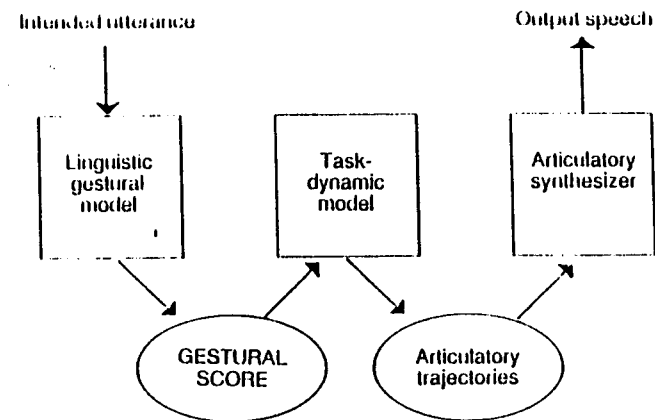 Intended utterance
Output speech
Linguistic
gestural
model
Task-
dynamic
model
Articulatory
synthesizer
GESTURAL
SCORE
Articulatory
trajectories